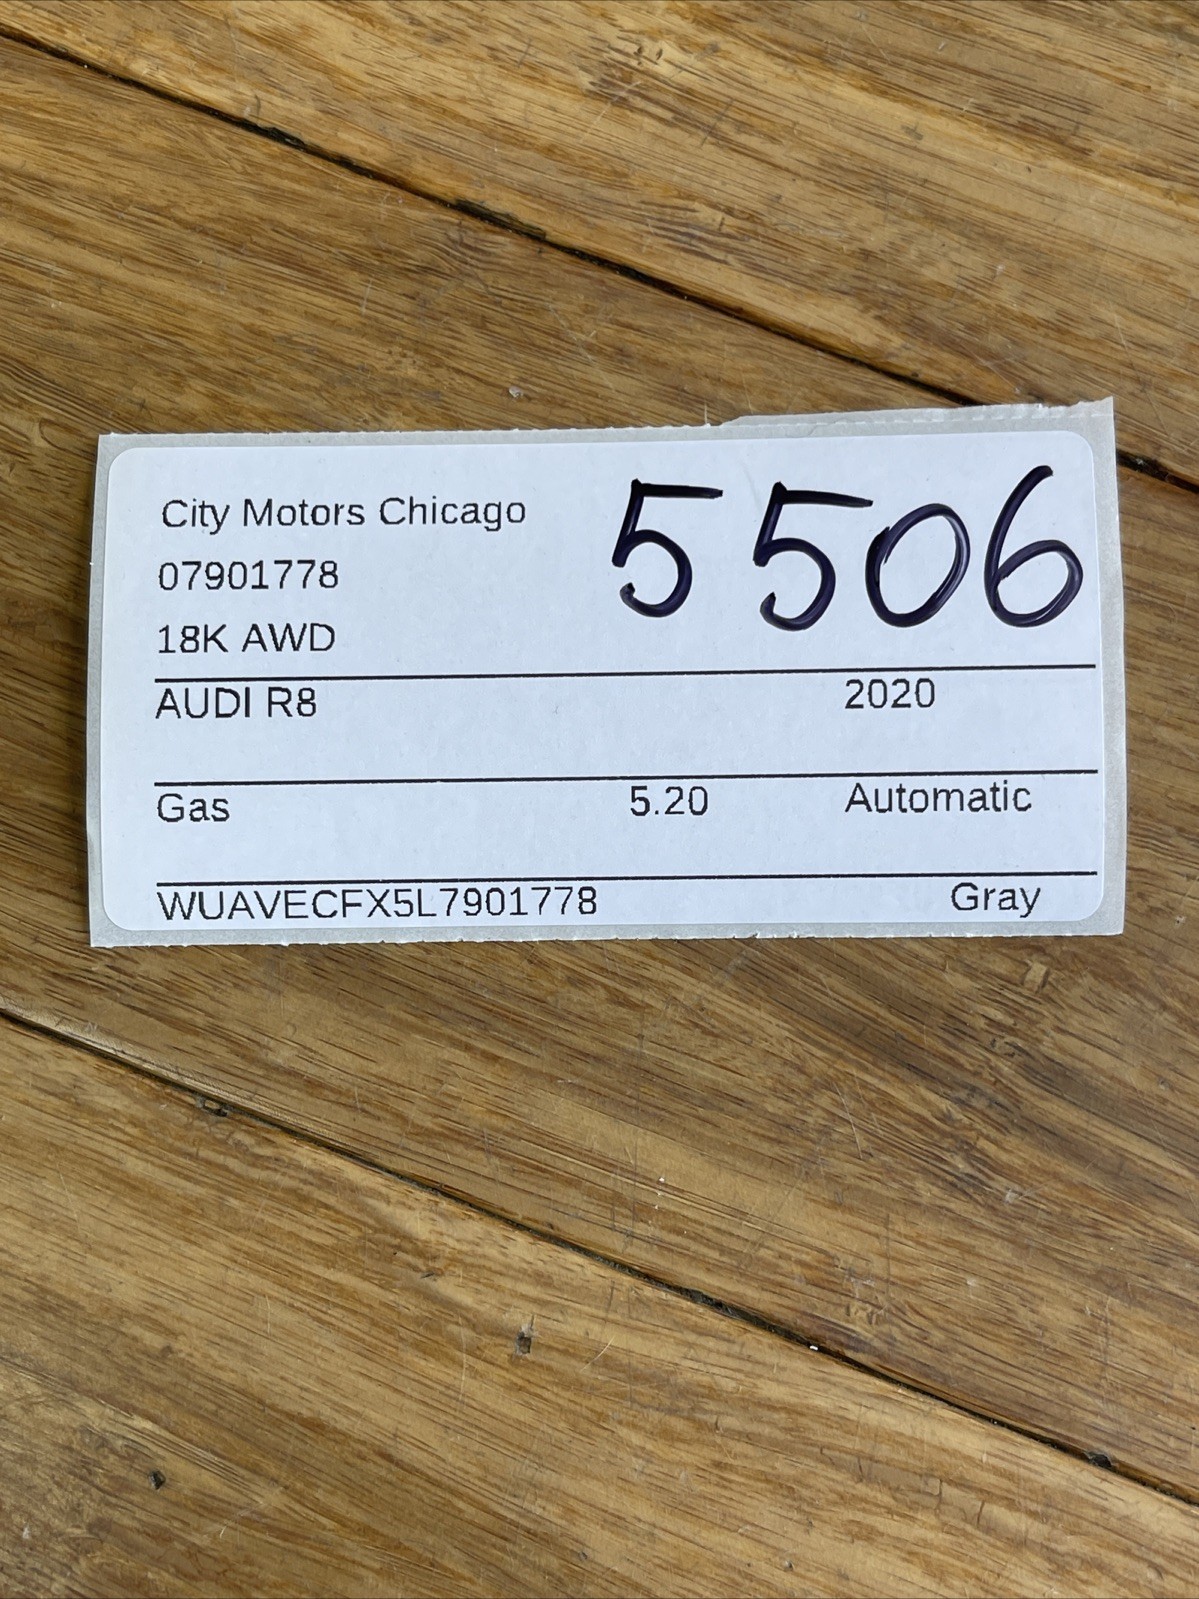 City Motors Chicago
5506
07901778
18K AWD
AUDI R8 2020
Gas 5.20 Automatic
WUAVECFX5L7901778 Gray